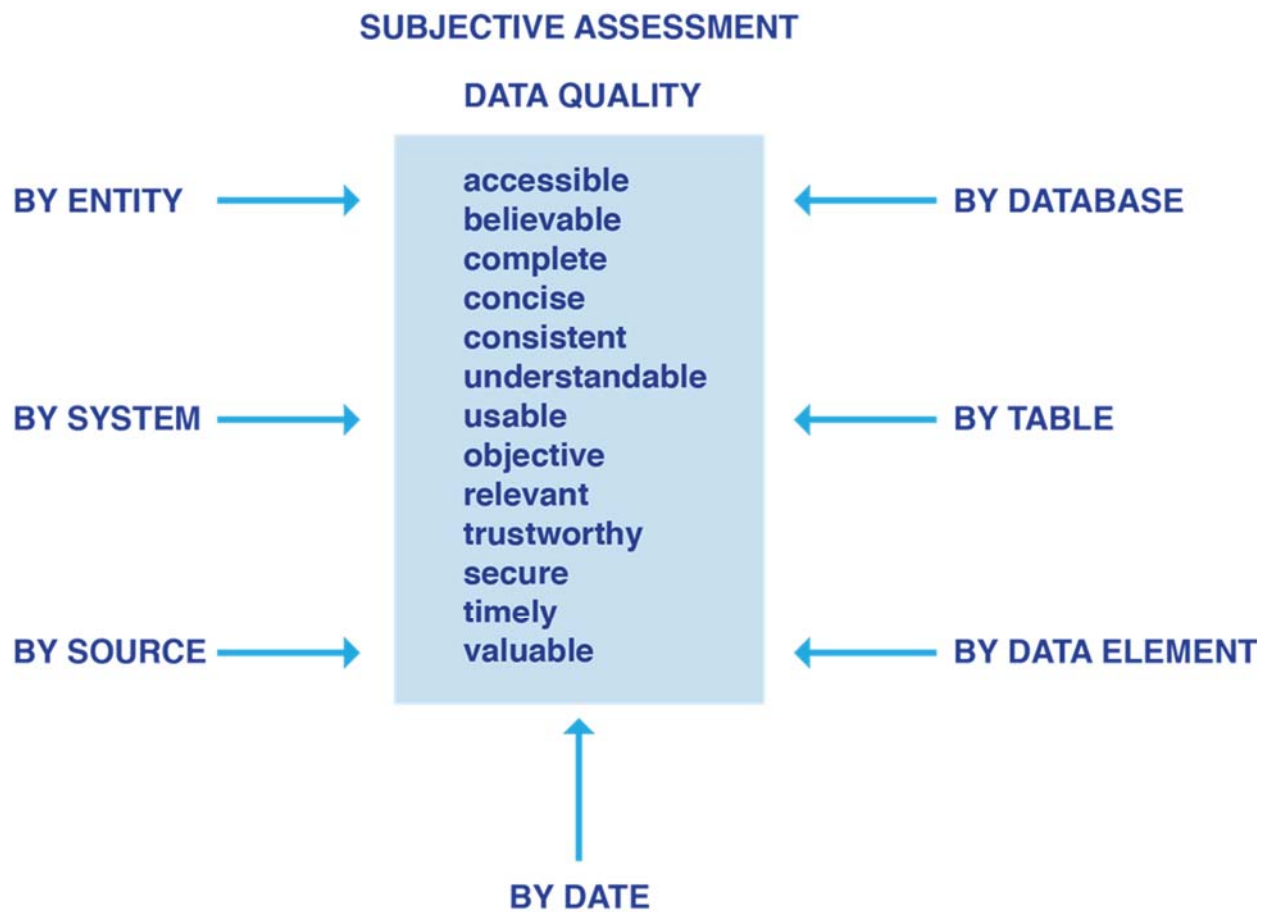 SUBJECTIVE ASSESSMENT
DATA QUALITY
accessible
BY ENTITY
BY DATABASE
believable
complete
concise
consistent
understandable
BY SYSTEM
usable
BY TABLE
objective
relevant
trustworthy
secure
timely
BY SOURCE
valuable
BY DATA ELEMENT
BY DATE